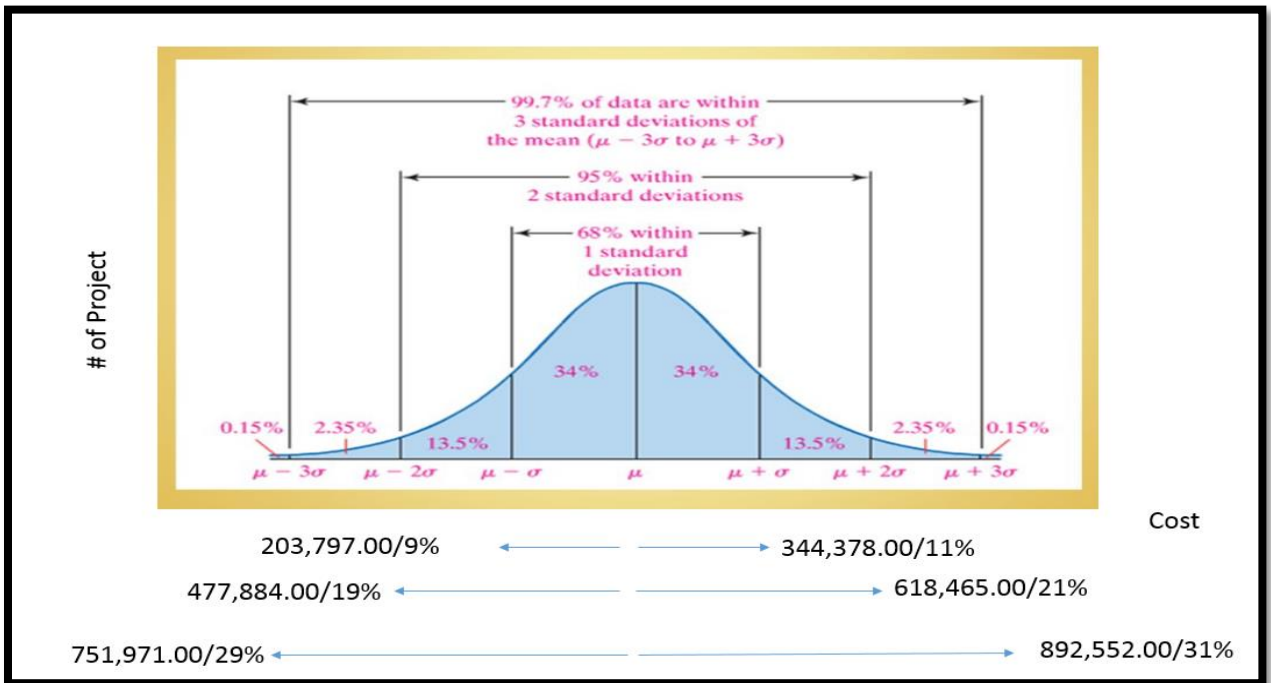 99.7% of data are within
3 standard deviations of
the mean (μ − 3σ to μ + 3σ)
95% within
2 standard deviations
68% within
1 standard
deviation
# of Project
34% 34%
0.15% 2.35% 13.5% 13.5% 2.35% 0.15%
μ − 3σ μ − 2σ μ − σ μ μ + σ μ + 2σ μ + 3σ
Cost
203,797.00/9% 344,378.00/11%
477,884.00/19% 618,465.00/21%
751,971.00/29% 892,552.00/31%